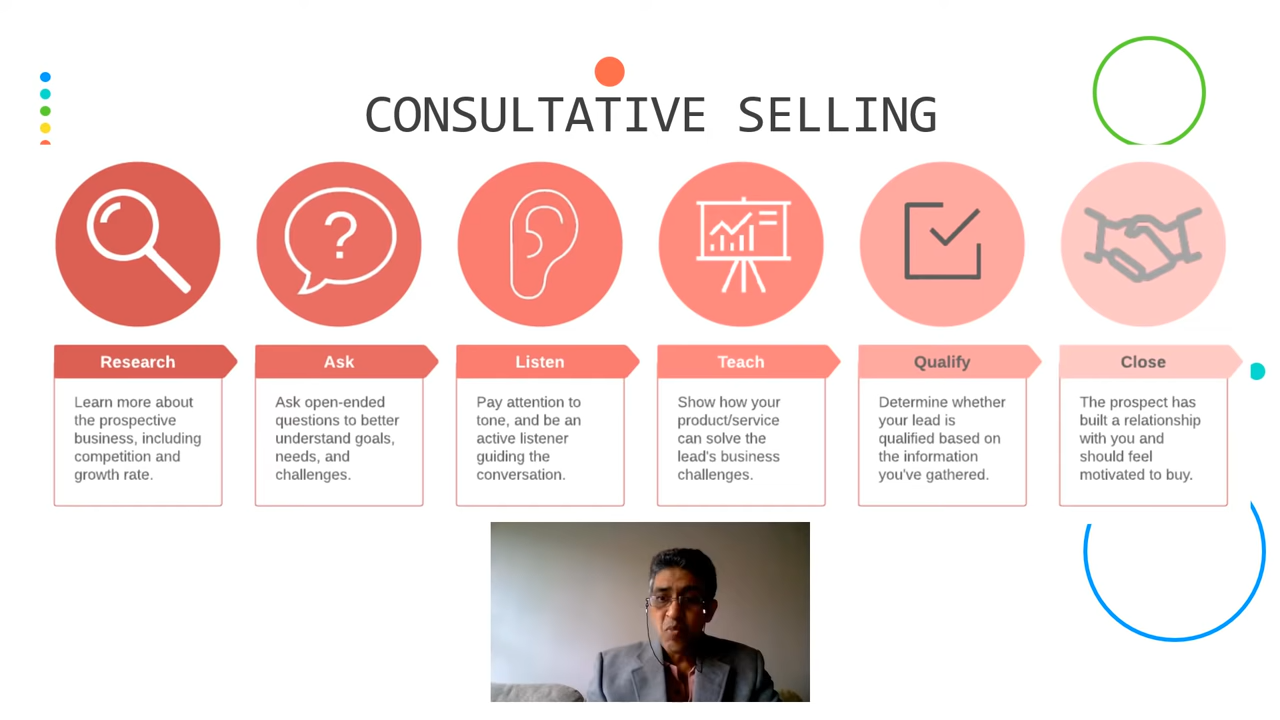 CONSULTATIVE SELLING
?
Research
Learn more about
the prospective
business, including
competition and
growth rate.
Ask
Ask open-ended
questions to better
understand goals,
needs, and
challenges.
Listen
Pay attention to
tone, and be an
active listener
guiding the
conversation.
Teach
Show how your
product/service
can solve the
lead's business
challenges.
Qualify
Determine whether
your lead is
qualified based on
the information
you've gathered.
Close
The prospect has
built a relationship
with you and
should feel
motivated to buy.